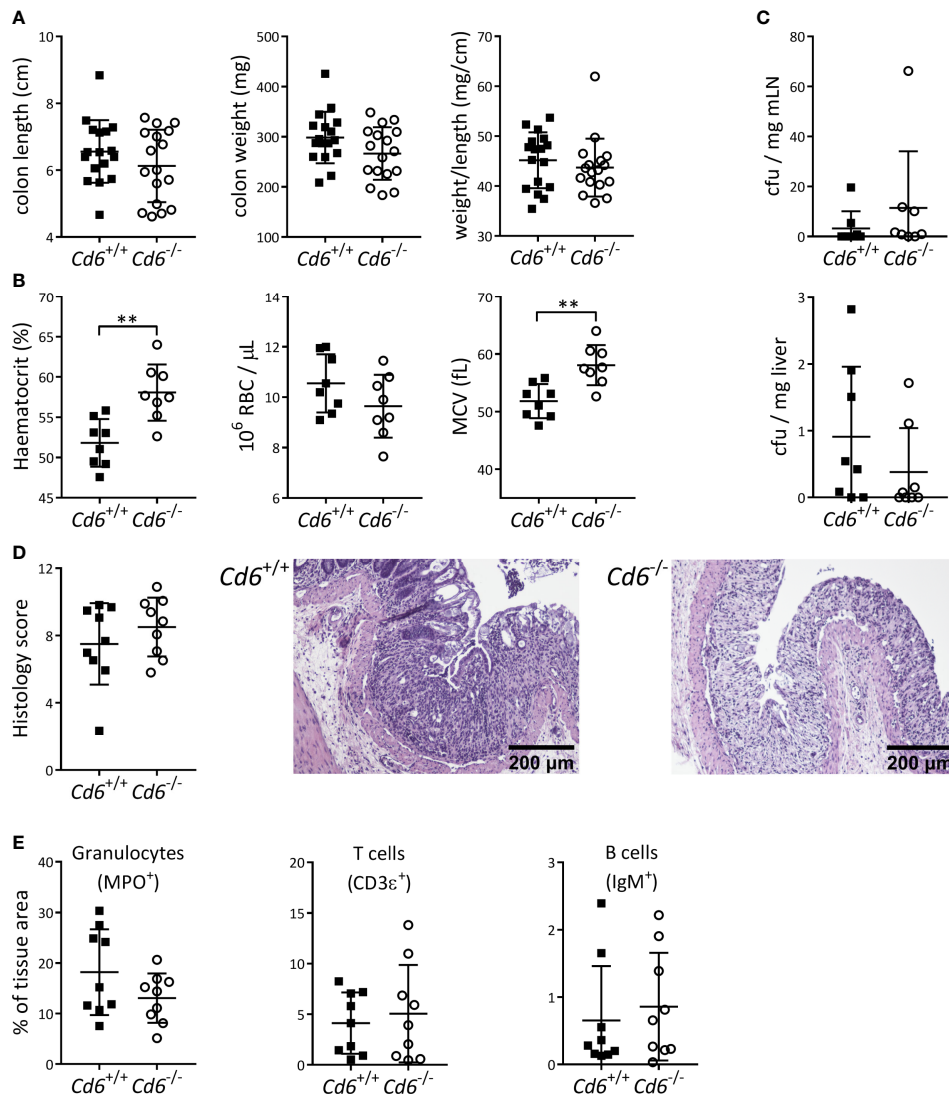 A
C
colon length (cm)
10
8
6
4
Cd6+/+ Cd6-/-
colon weight (mg)
500
400
300
200
100
Cd6+/+ Cd6-/-
weight/length (mg/cm)
70
60
50
40
30
Cd6+/+ Cd6-/-
cfu / mg mLN
80
60
40
20
0
Cd6+/+ Cd6-/-
B
Haematocrit (%)
70
65
60
55
50
45
**
Cd6+/+ Cd6-/-
10⁶ RBC / µL
14
12
10
8
6
Cd6+/+ Cd6-/-
MCV (fL)
70
60
50
40
**
Cd6+/+ Cd6-/-
cfu / mg liver
3
2
1
0
Cd6+/+ Cd6-/-
D
Histology score
12
8
4
0
Cd6+/+ Cd6-/-
Cd6+/+
200 µm
Cd6-/-
200 µm
E
Granulocytes
(MPO+)
% of tissue area
40
30
20
10
0
Cd6+/+ Cd6-/-
T cells
(CD3ε+)
20
15
10
5
0
Cd6+/+ Cd6-/-
B cells
(IgM+)
3
2
1
0
Cd6+/+ Cd6-/-